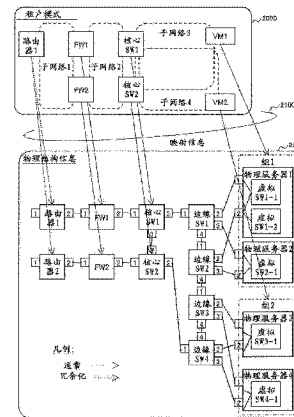 租户模式
2000
路由器1
子网络1
FW1
子网络2
核心SW1
子网络3
VM1
FW2
核心SW2
子网络4
VM2
2100
映射信息
物理结构信息
组1
物理服务器1
虚拟SW1-1
虚拟SW1-2
路由器1
FW1
核心SW1
边缘SW1
物理服务器2
虚拟SW2-1
路由器2
FW2
核心SW2
边缘SW2
组2
物理服务器3
虚拟SW3-1
边缘SW3
凡例:
通常
冗余化
边缘SW4
物理服务器4
虚拟SW4-1